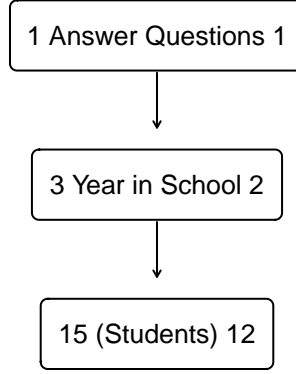 1 Answer Questions 1
3 Year in School 2
15 (Students) 12